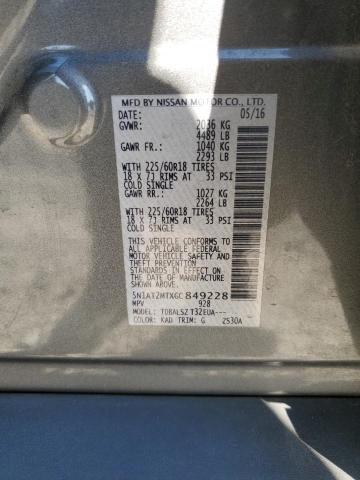 MFD BY NISSAN MOTOR CO., LTD.
DATE: 05/16
GVWR: 2036 KG
4489 LB
GAWR FR.: 1040 KG
2293 LB
WITH 225/60R18 TIRES
18 X 7J RIMS AT 33 PSI
COLD SINGLE
GAWR RR.: 1027 KG
2264 LB
WITH 225/60R18 TIRES
18 X 7J RIMS AT 33 PSI
COLD SINGLE
THIS VEHICLE CONFORMS TO ALL
APPLICABLE FEDERAL
MOTOR VEHICLE SAFETY AND
THEFT PREVENTION
STANDARDS IN EFFECT ON THE
DATE OF MANUFACTURE
SHOWN ABOVE.
5N1AT2MTXGC849228
MPV 928
MODEL: TDBALSZ T32EUA---
COLOR: KAD TRIM: G 2S30A